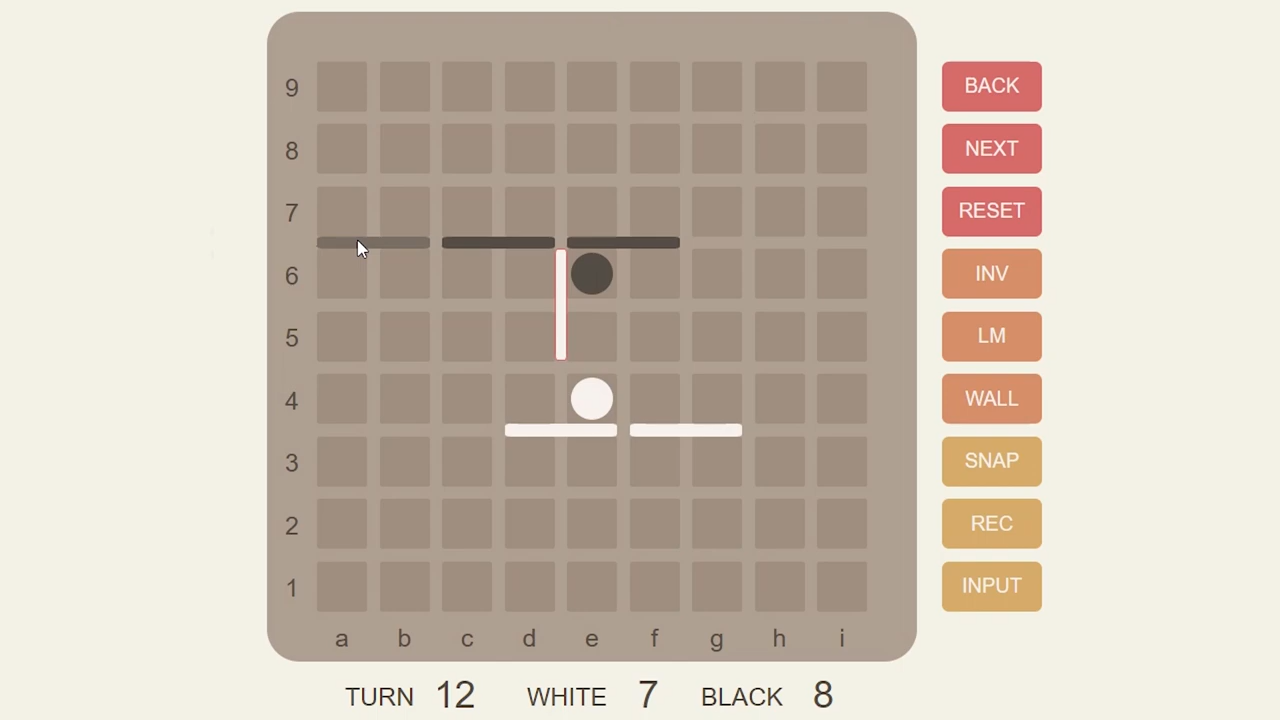 9 BACK
8 NEXT
7 RESET
6 INV
5 LM
4 WALL
3 SNAP
2 REC
1 INPUT
a b c d e f g h i
TURN 12 WHITE 7 BLACK 8